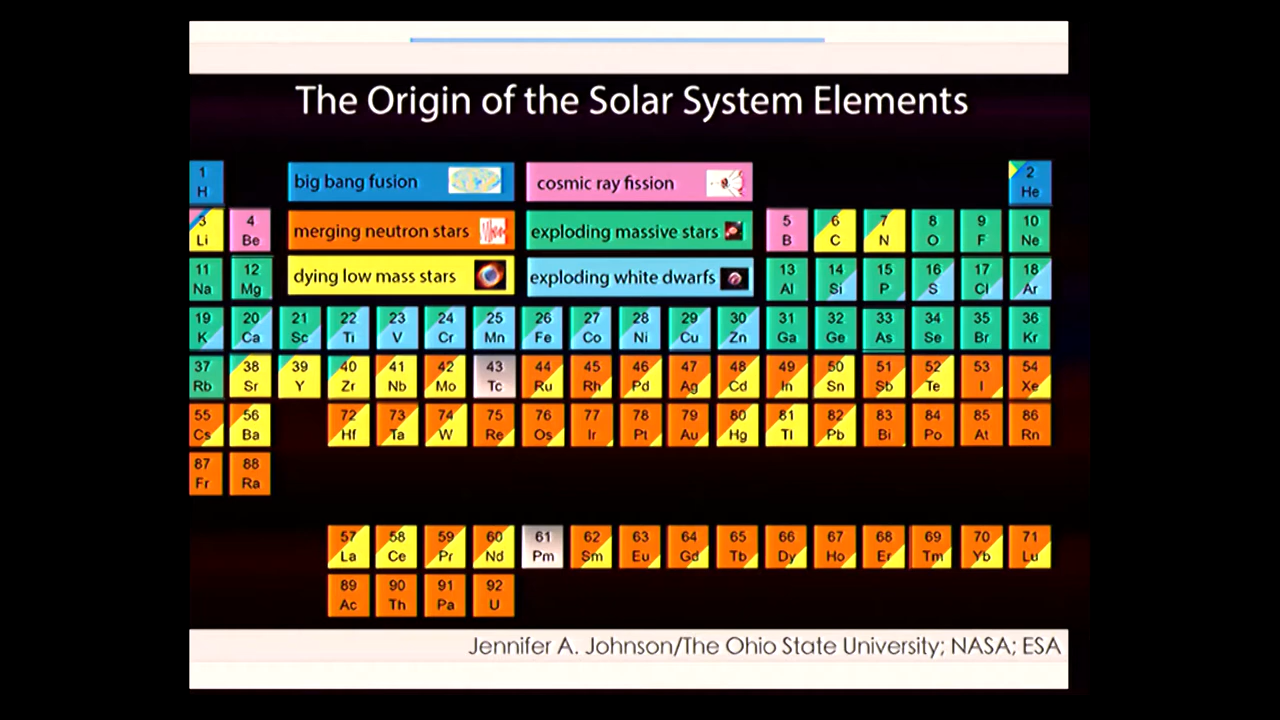 The Origin of the Solar System Elements
1 big bang fusion cosmic ray fission 2
H He
3 4 merging neutron stars exploding massive stars 5 6 7 8 9 10
Li Be B C N O F Ne
11 12 dying low mass stars exploding white dwarfs 13 14 15 16 17 18
Na Mg Al Si P S Cl Ar
19 20 21 22 23 24 25 26 27 28 29 30 31 32 33 34 35 36
K Ca Sc Ti V Cr Mn Fe Co Ni Cu Zn Ga Ge As Se Br Kr
37 38 39 40 41 42 43 44 45 46 47 48 49 50 51 52 53 54
Rb Sr Y Zr Nb Mo Tc Ru Rh Pd Ag Cd In Sn Sb Te I Xe
55 56 72 73 74 75 76 77 78 79 80 81 82 83 84 85 86
Cs Ba Hf Ta W Re Os Ir Pt Au Hg Tl Pb Bi Po At Rn
87 88
Fr Ra
57 58 59 60 61 62 63 64 65 66 67 68 69 70 71
La Ce Pr Nd Pm Sm Eu Gd Tb Dy Ho Er Tm Yb Lu
89 90 91 92
Ac Th Pa U
Jennifer A. Johnson/The Ohio State University; NASA; ESA